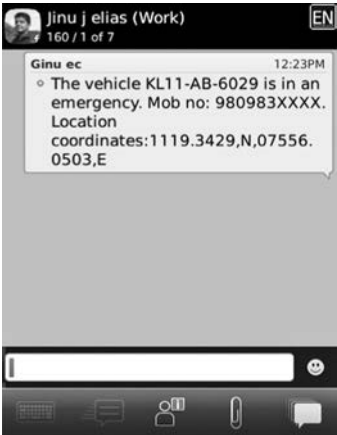 Jinu j elias (Work)
EN
160 / 1 of 7
Ginu ec 12:23PM
The vehicle KL11-AB-6029 is in an
emergency. Mob no: 980983XXXX.
Location
coordinates:1119.3429,N,07556.
0503,E